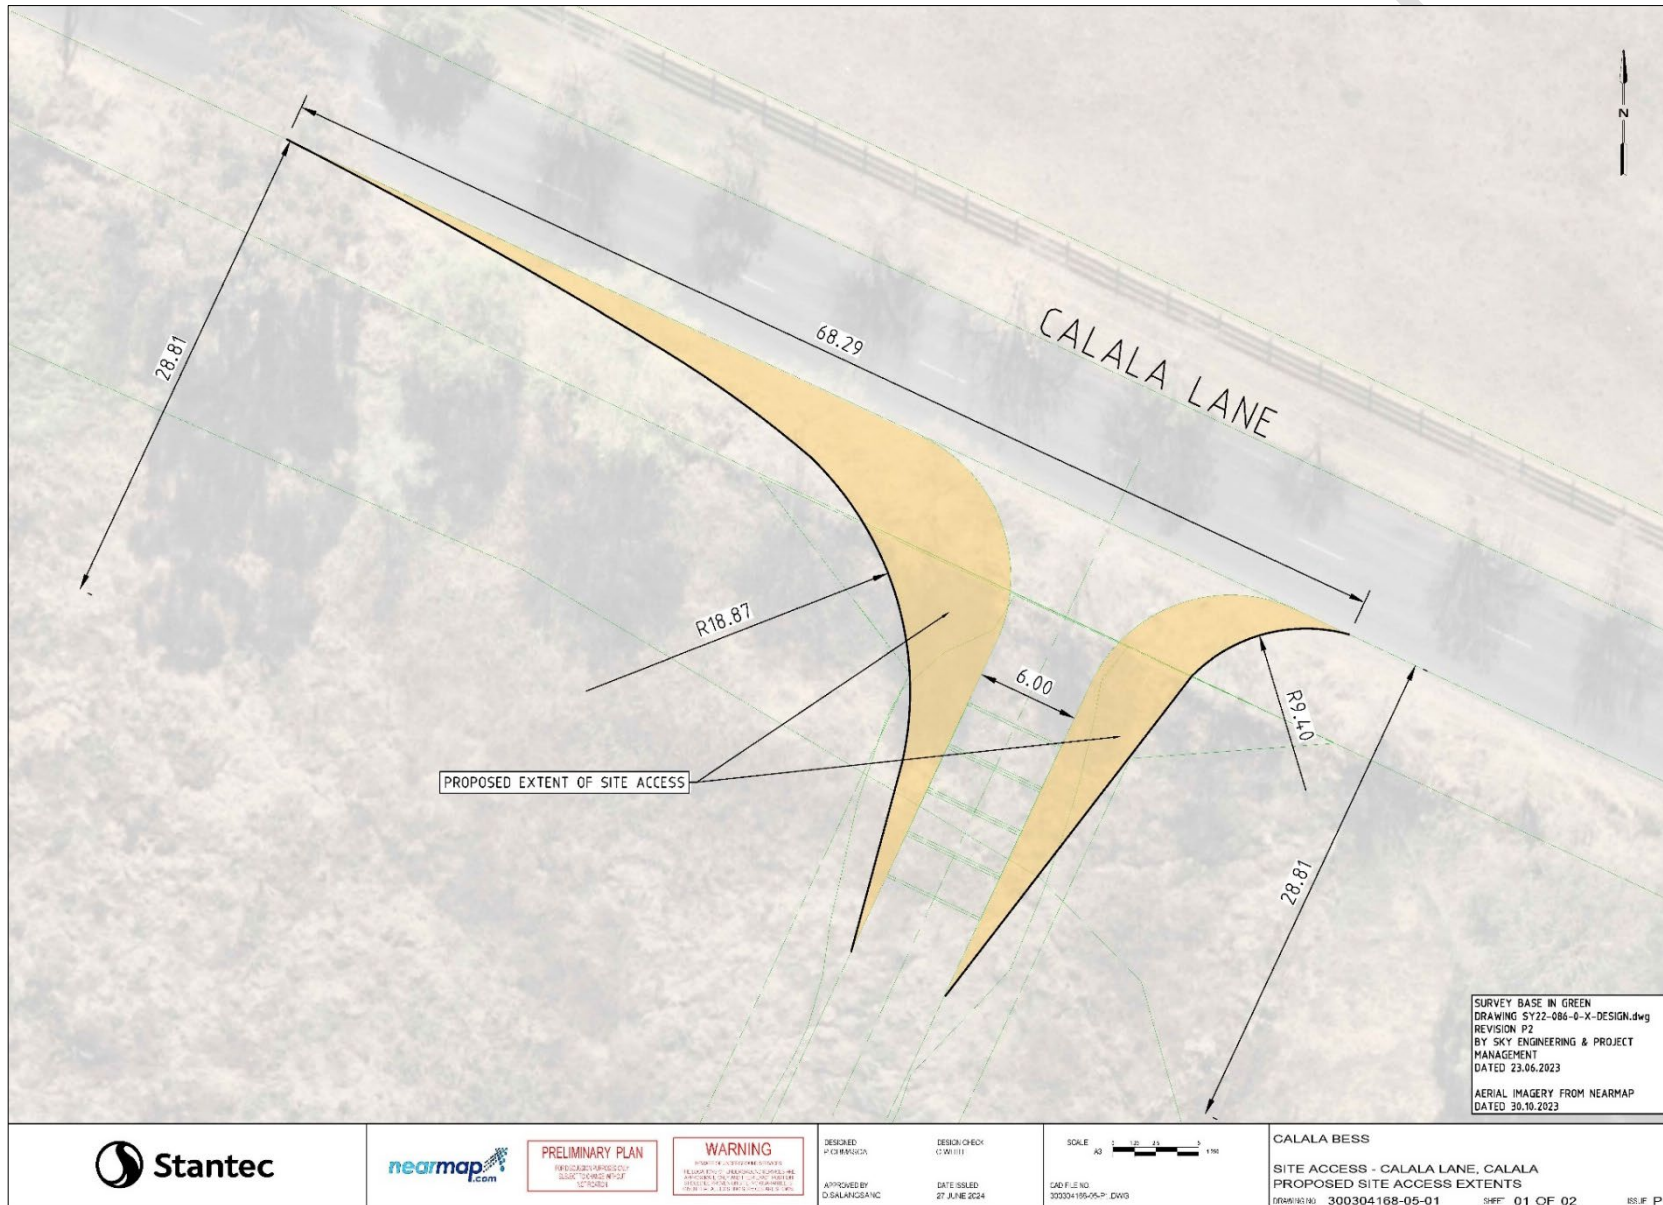 N
CALALA LANE
68.29
28.81
R18.87
6.00
R9.40
PROPOSED EXTENT OF SITE ACCESS
28.81
SURVEY BASE IN GREEN
DRAWING SY22-086-0-X-DESIGN.dwg
REVISION P2
BY SKY ENGINEERING & PROJECT
MANAGEMENT
DATED 23.06.2023
AERIAL IMAGERY FROM NEARMAP
DATED 30.10.2023
Stantec
nearmap
.com
PRELIMINARY PLAN
WARNING
DESIGNED
DESIGN CHECK
APPROVED BY
D.SALANGSANG
DATE ISSUED
27 JUNE 2024
SCALE
A3
CAD FILE NO
CALALA BESS
SITE ACCESS - CALALA LANE, CALALA
PROPOSED SITE ACCESS EXTENTS
DRAWING NO. 300304168-05-01 SHEET 01 OF 02 ISSUE P